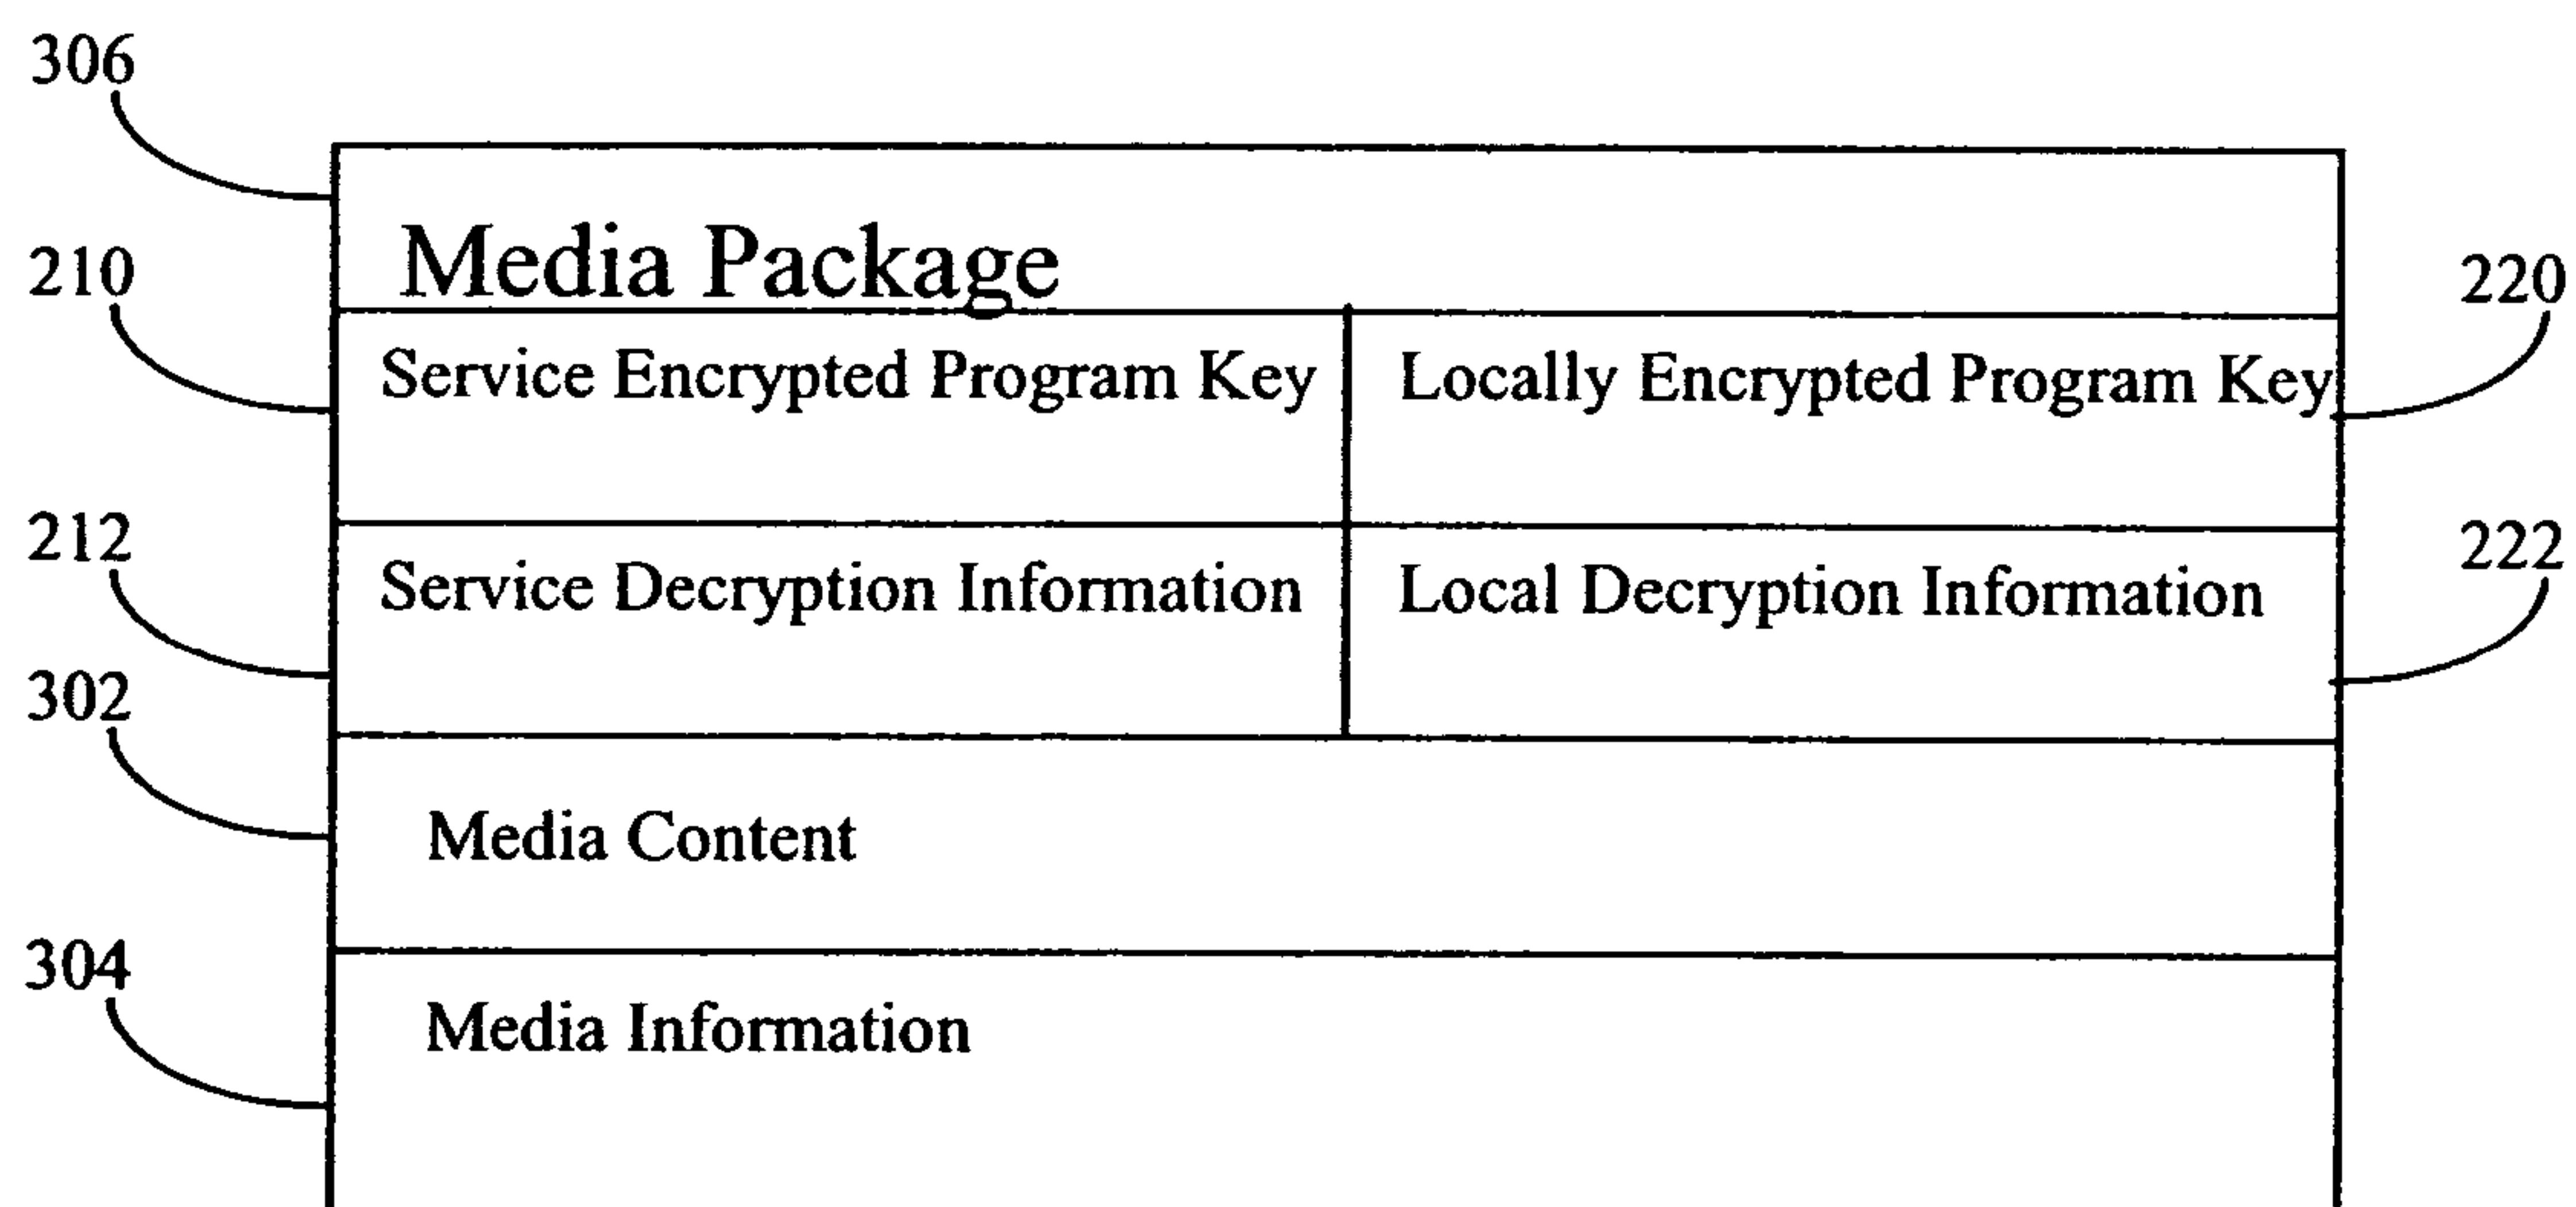 306
Media Package
210
220
Service Encrypted Program Key
Locally Encrypted Program Key
212
222
Service Decryption Information
Local Decryption Information
302
Media Content
304
Media Information